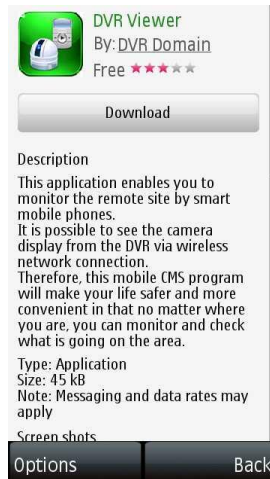 DVR Viewer
By: DVR Domain
Free
Download
Description
This application enables you to
monitor the remote site by smart
mobile phones.
It is possible to see the camera
display from the DVR via wireless
network connection.
Therefore, this mobile CMS program
will make your life safer and more
convenient in that no matter where
you are, you can monitor and check
what is going on the area.
Type: Application
Size: 45 kB
Note: Messaging and data rates may
apply
Screen shots
Options
Back